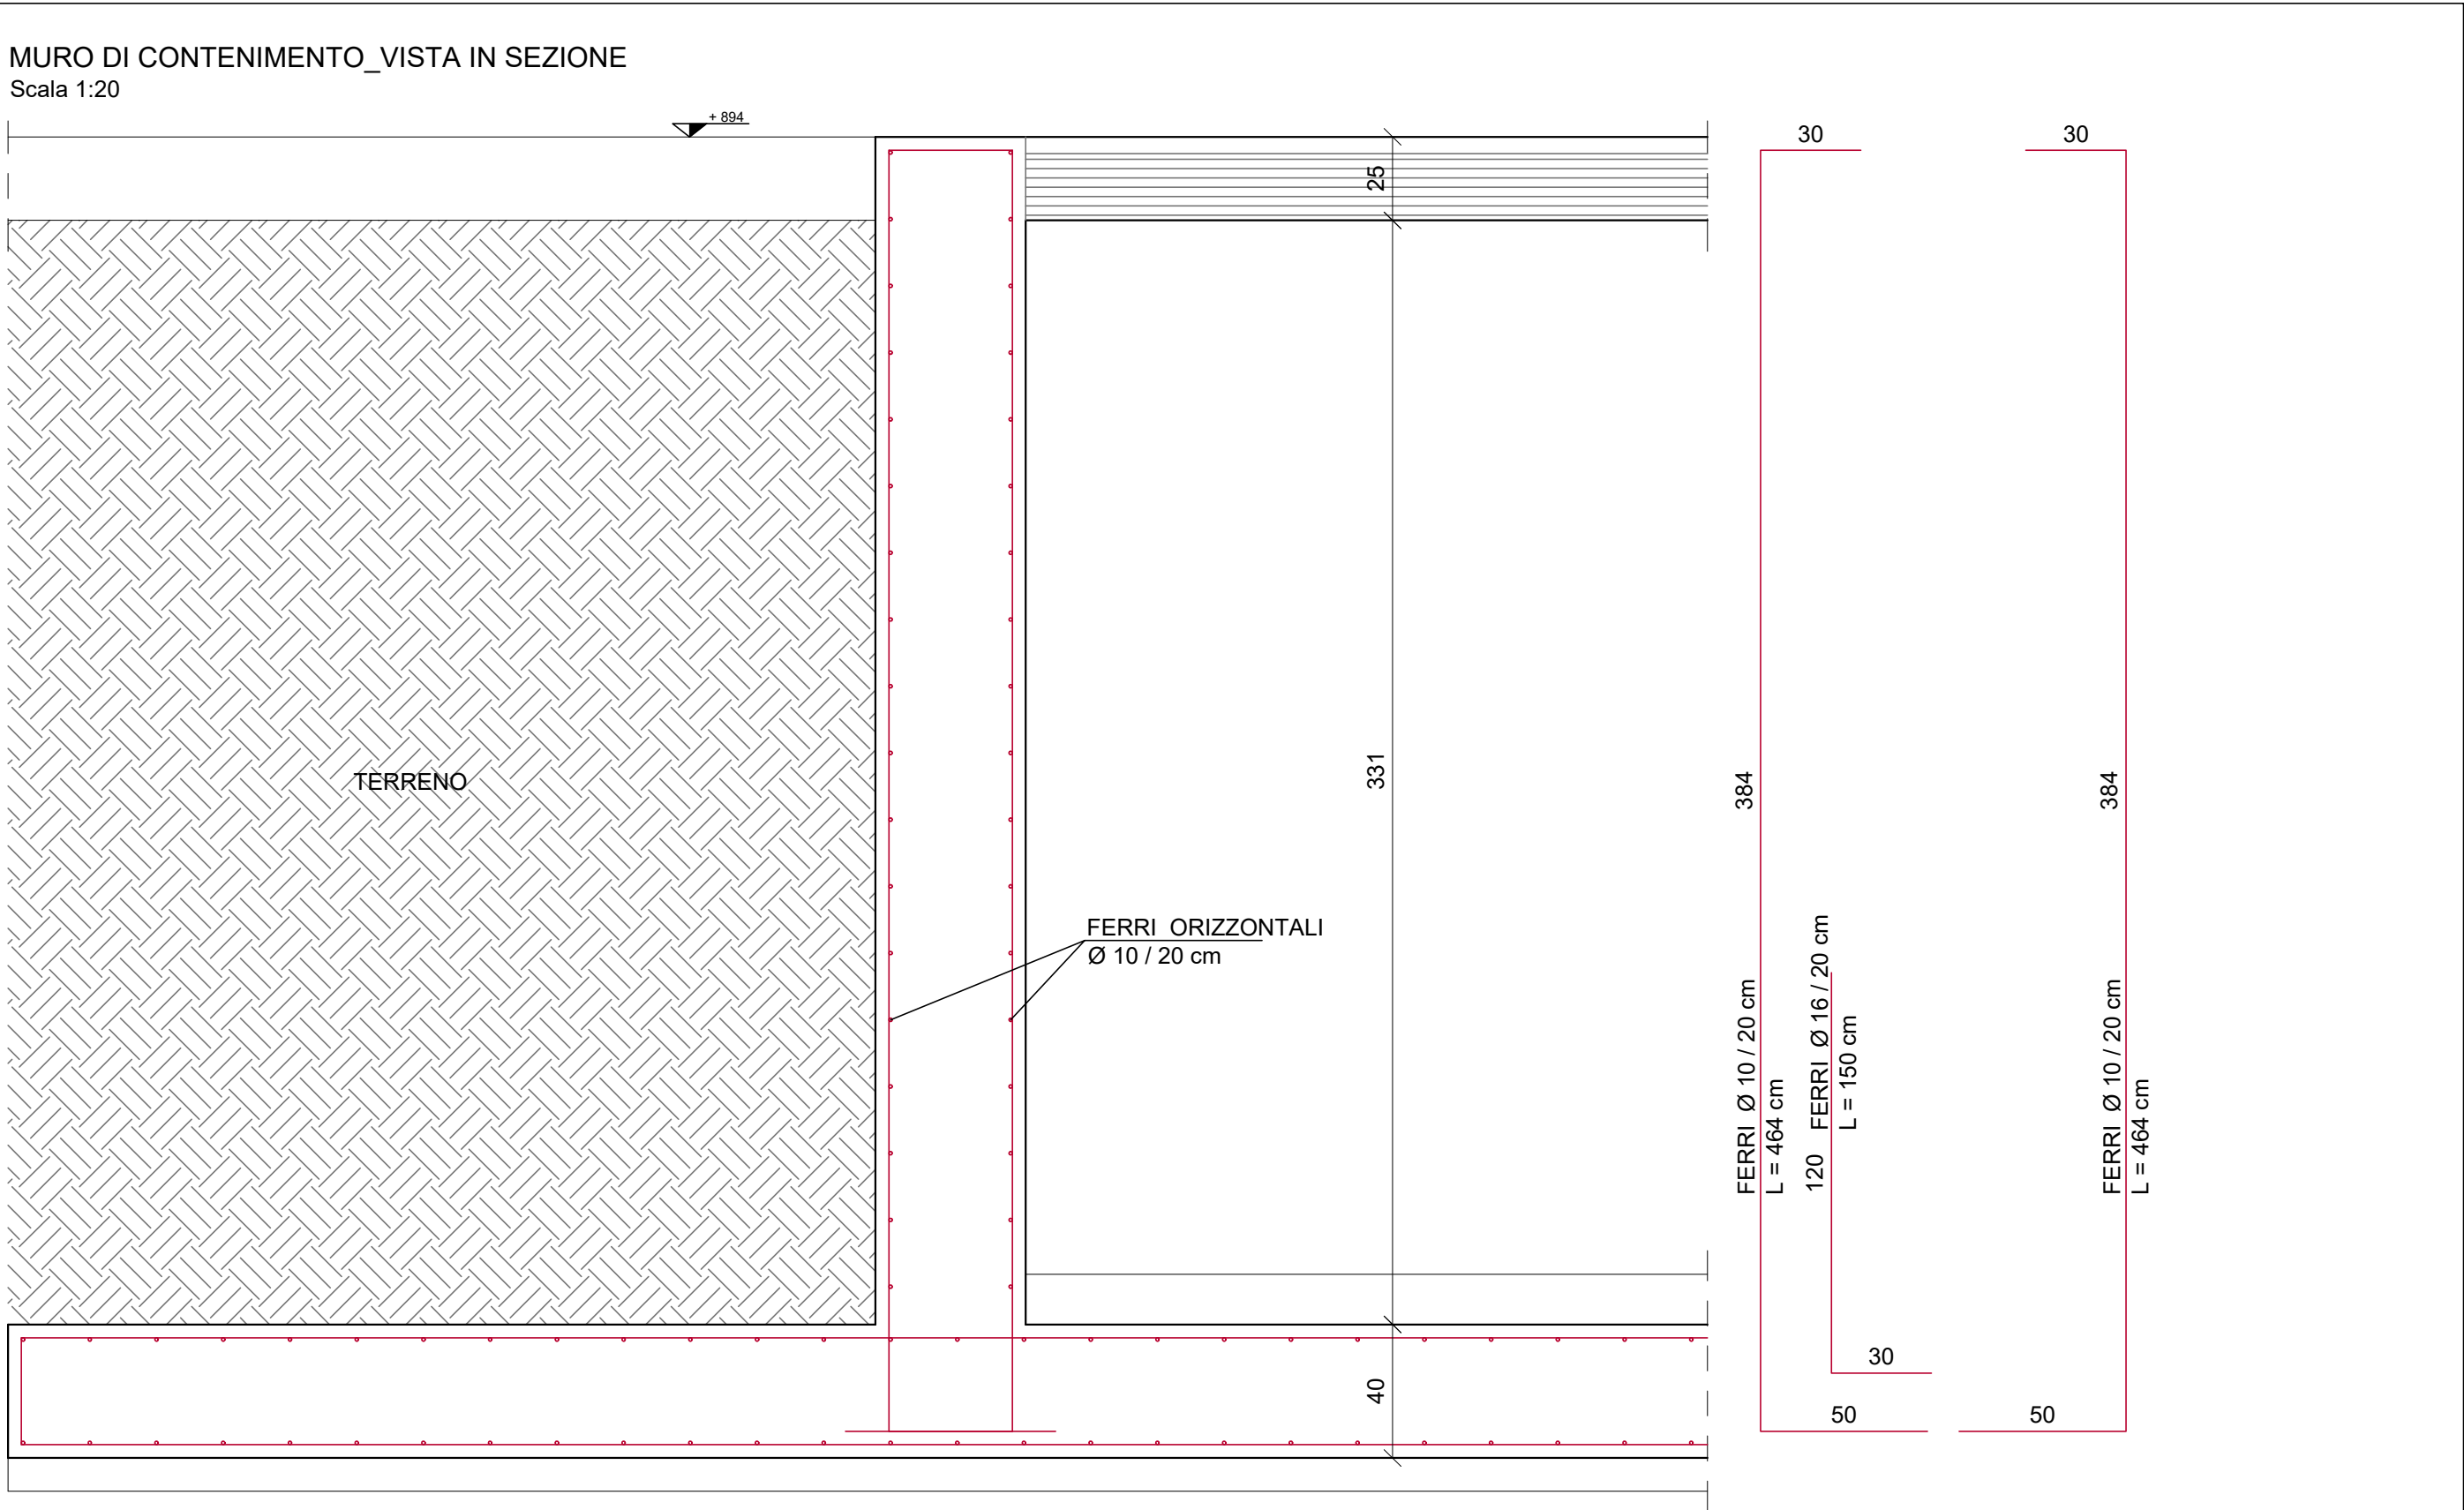 MURO DI CONTENIMENTO_VISTA IN SEZIONE
Scala 1:20
+ 894
30
30
25
331
384
384
TERRENO
FERRI ORIZZONTALI
Ø 10 / 20 cm
FERRI Ø 10 / 20 cm
L = 464 cm
120 FERRI Ø 16 / 20 cm
L = 150 cm
FERRI Ø 10 / 20 cm
L = 464 cm
30
40
50
50